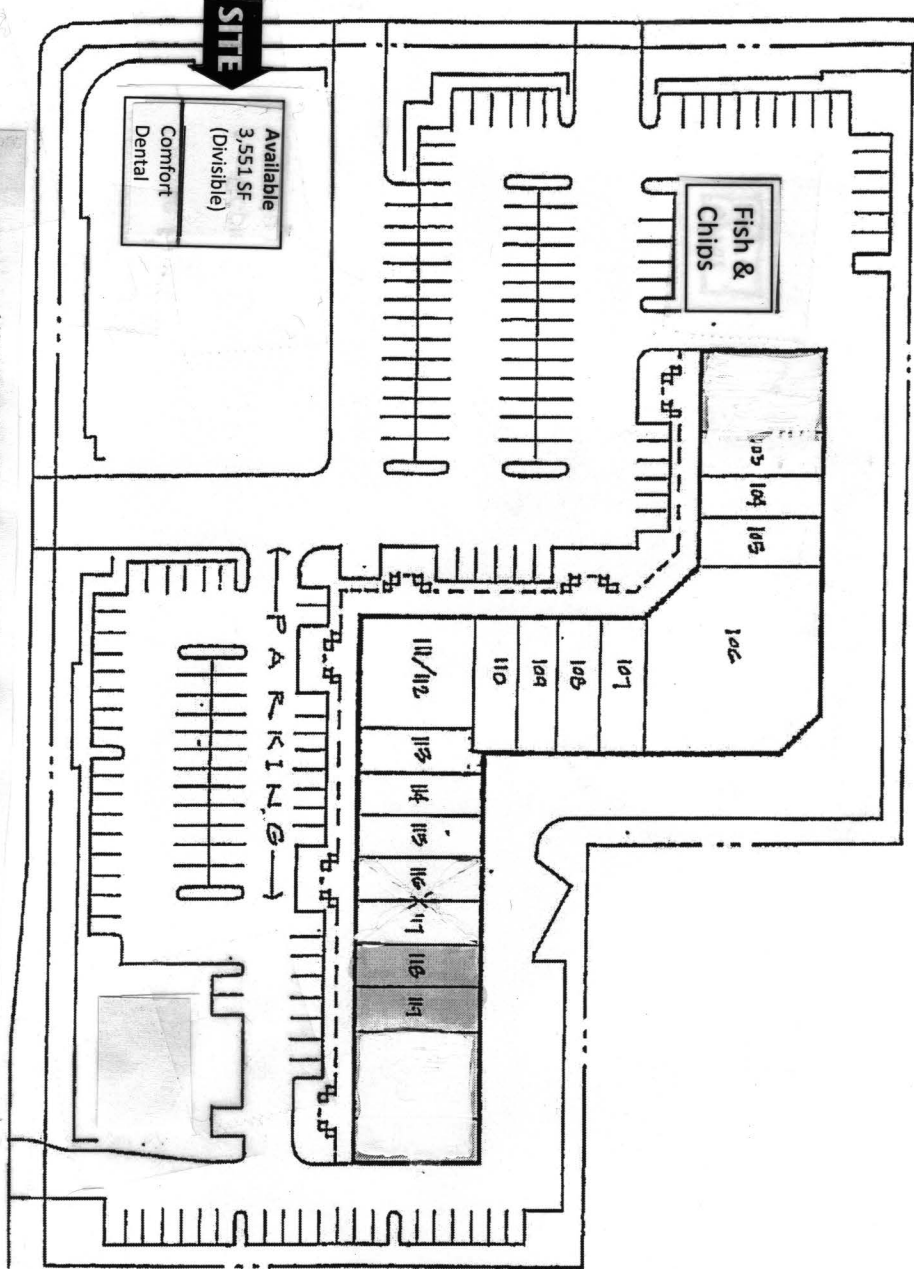 SITE
Available
3,551 SF
(Divisible)
Comfort
Dental
Fish &
Chips
103
104
105
106
107
108
109
110
111/112
113
114
115
116
117
118
119
←PARKING→